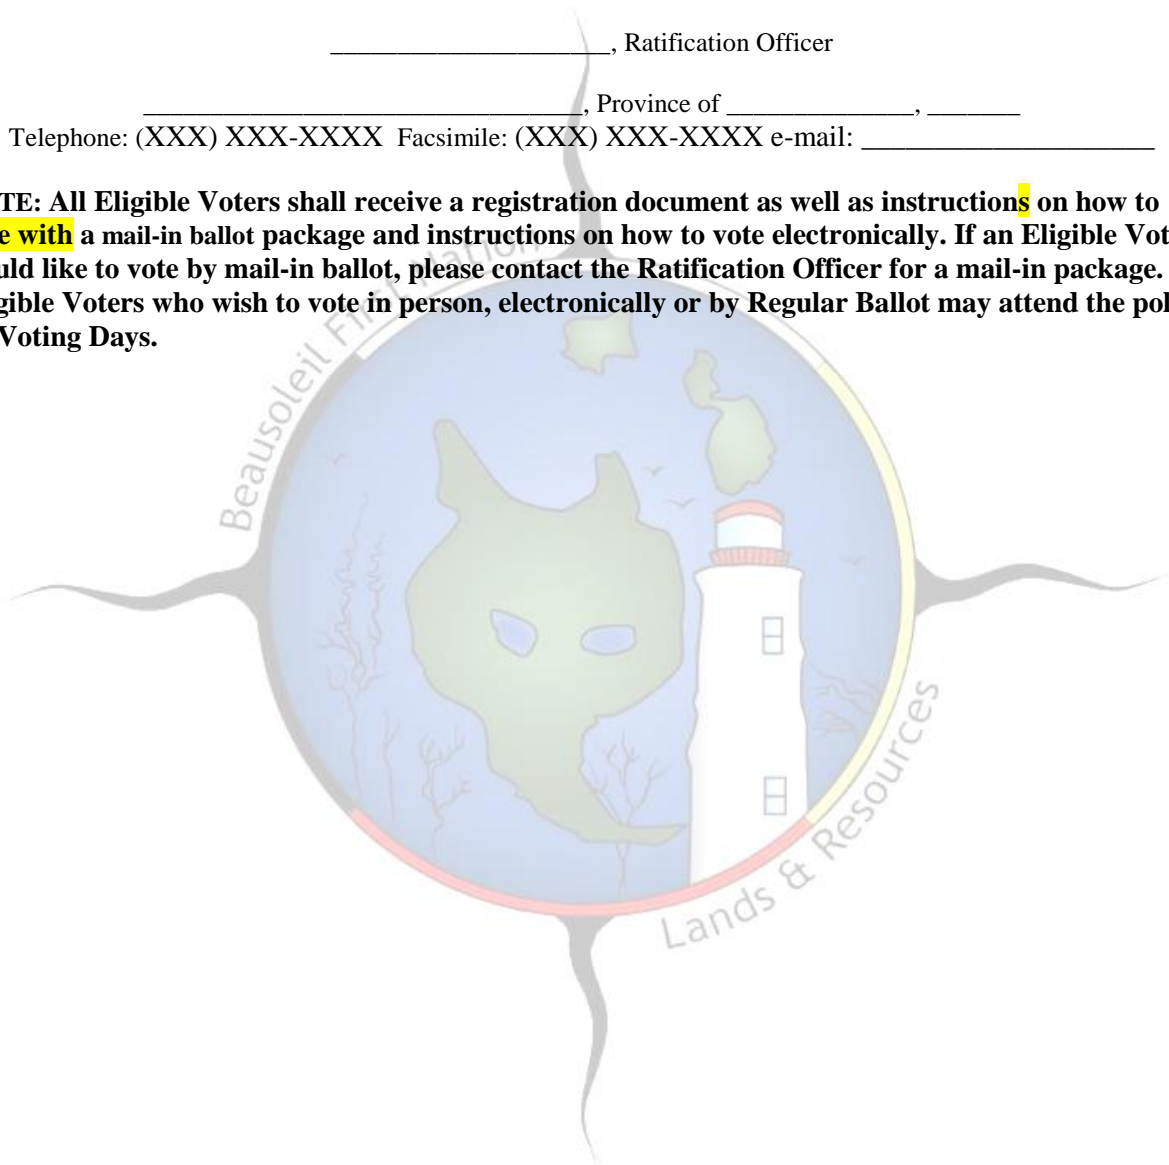 _____________________, Ratification Officer
_________________________________, Province of ______________, _______
Telephone: (XXX) XXX-XXXX Facsimile: (XXX) XXX-XXXX e-mail: ______________________
TE: All Eligible Voters shall receive a registration document as well as instructions on how to
e with a mail-in ballot package and instructions on how to vote electronically. If an Eligible Vot
uld like to vote by mail-in ballot, please contact the Ratification Officer for a mail-in package.
gible Voters who wish to vote in person, electronically or by Regular Ballot may attend the pol
Voting Days.
Beausoleil First Nation
Lands & Resources